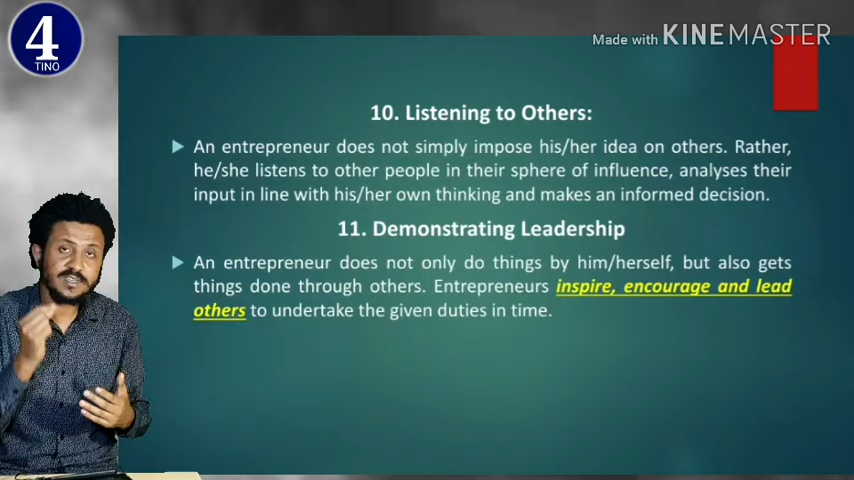 4
TINO
Made with KINEMASTER
10. Listening to Others:
An entrepreneur does not simply impose his/her idea on others. Rather,
he/she listens to other people in their sphere of influence, analyses their
input in line with his/her own thinking and makes an informed decision.
11. Demonstrating Leadership
An entrepreneur does not only do things by him/herself, but also gets
things done through others. Entrepreneurs inspire, encourage and lead
others to undertake the given duties in time.